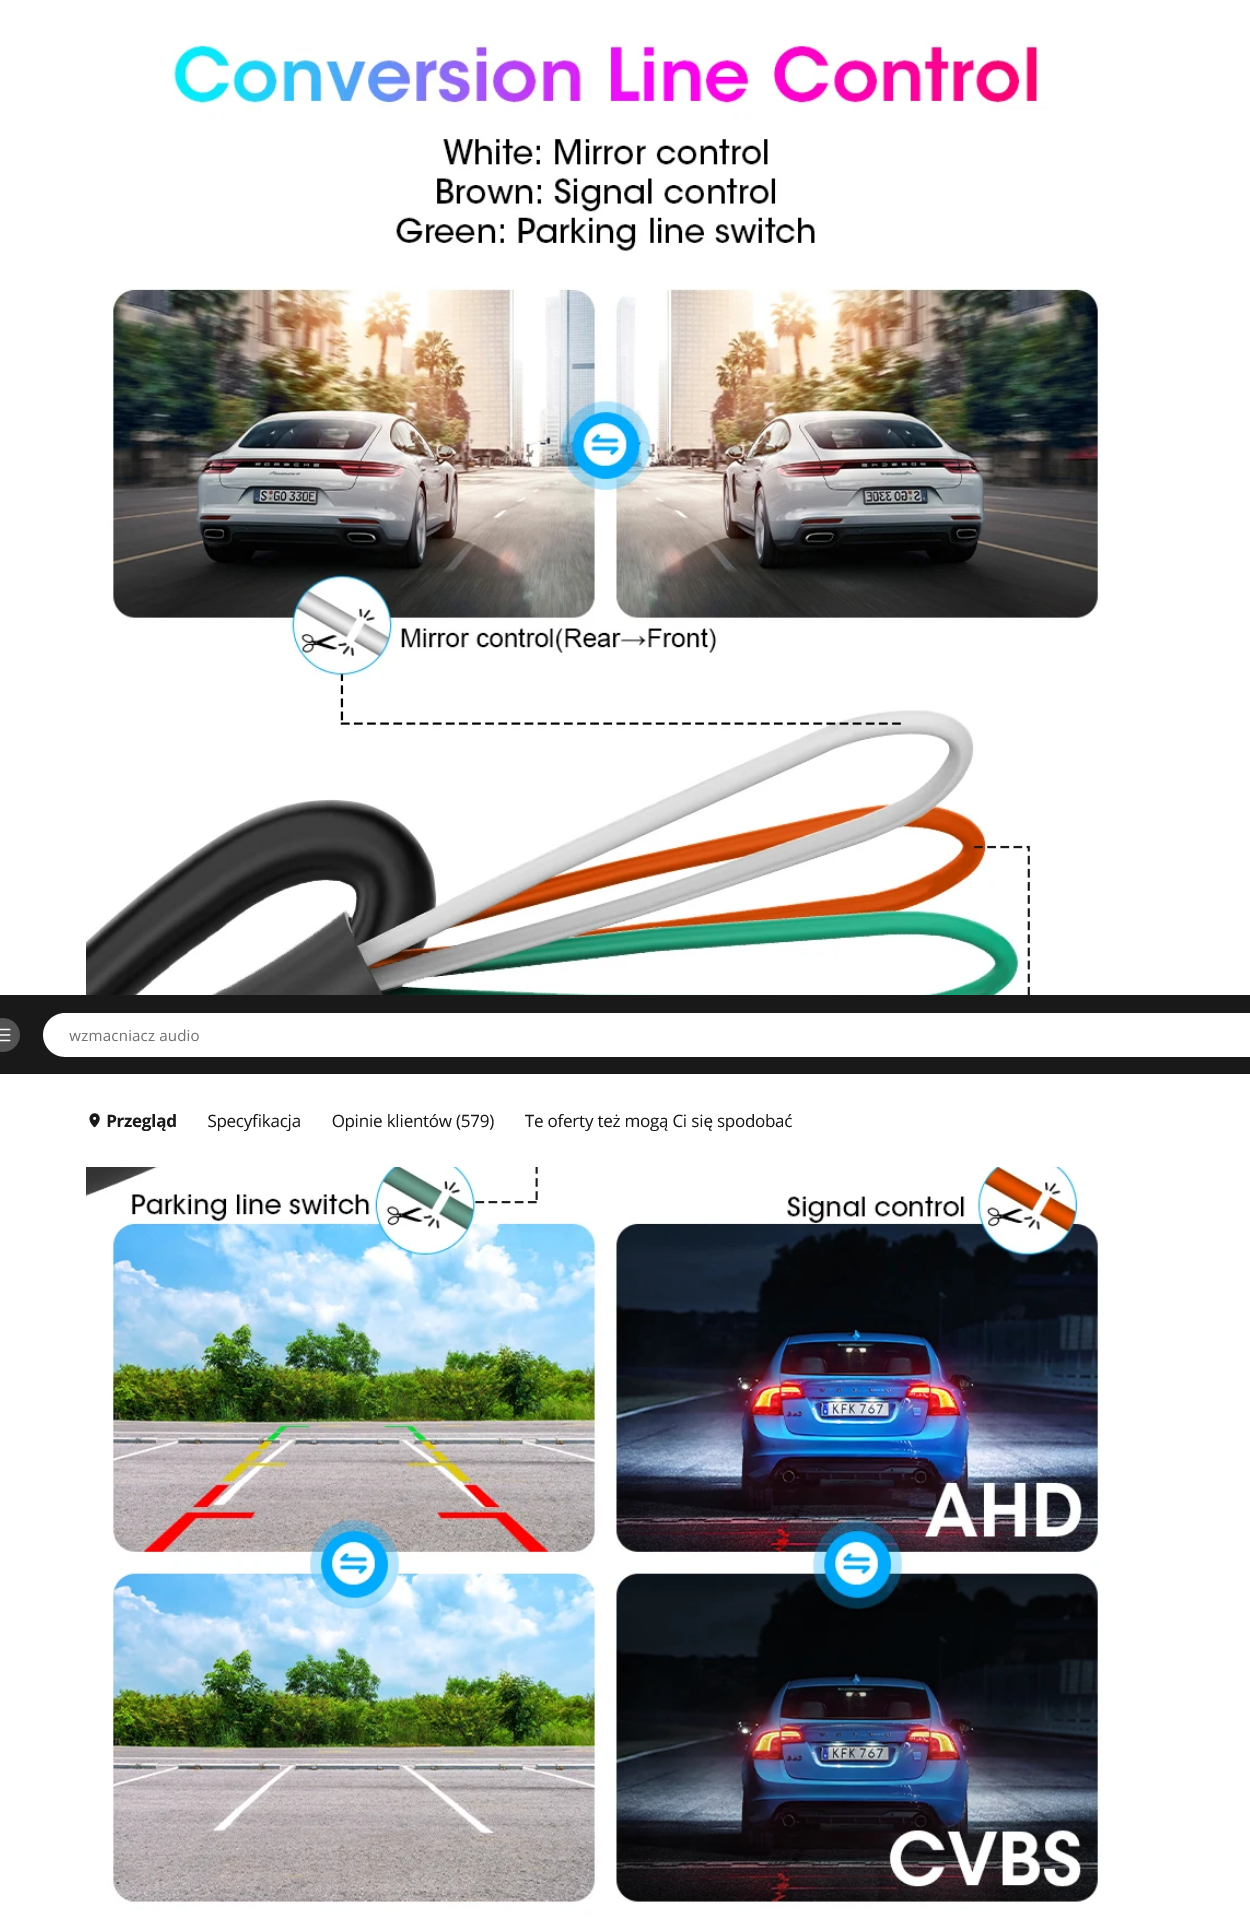 Conversion Line Control
White: Mirror control
Brown: Signal control
Green: Parking line switch
PORSCHE
S GO 330E
Mirror control(Rear→Front)
wzmacniacz audio
Przegląd Specyfikacja Opinie klientów (579) Te oferty też mogą Ci się spodobać
Parking line switch
Signal control
KFK 767
AHD
KFK 767
CVBS